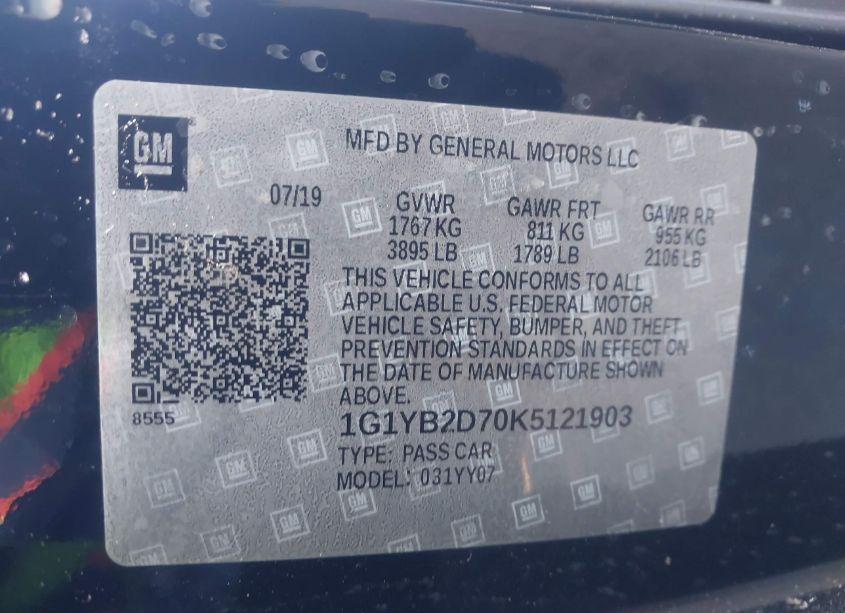 GM
MFD BY GENERAL MOTORS LLC
07/19
GVWR
1767 KG
3895 LB
GAWR FRT
811 KG
1789 LB
GAWR RR
955 KG
2106 LB
THIS VEHICLE CONFORMS TO ALL
APPLICABLE U.S. FEDERAL MOTOR
VEHICLE SAFETY, BUMPER, AND THEFT
PREVENTION STANDARDS IN EFFECT ON
THE DATE OF MANUFACTURE SHOWN
ABOVE.
8555
1G1YB2D70K5121903
TYPE: PASS CAR
MODEL: 031YY07